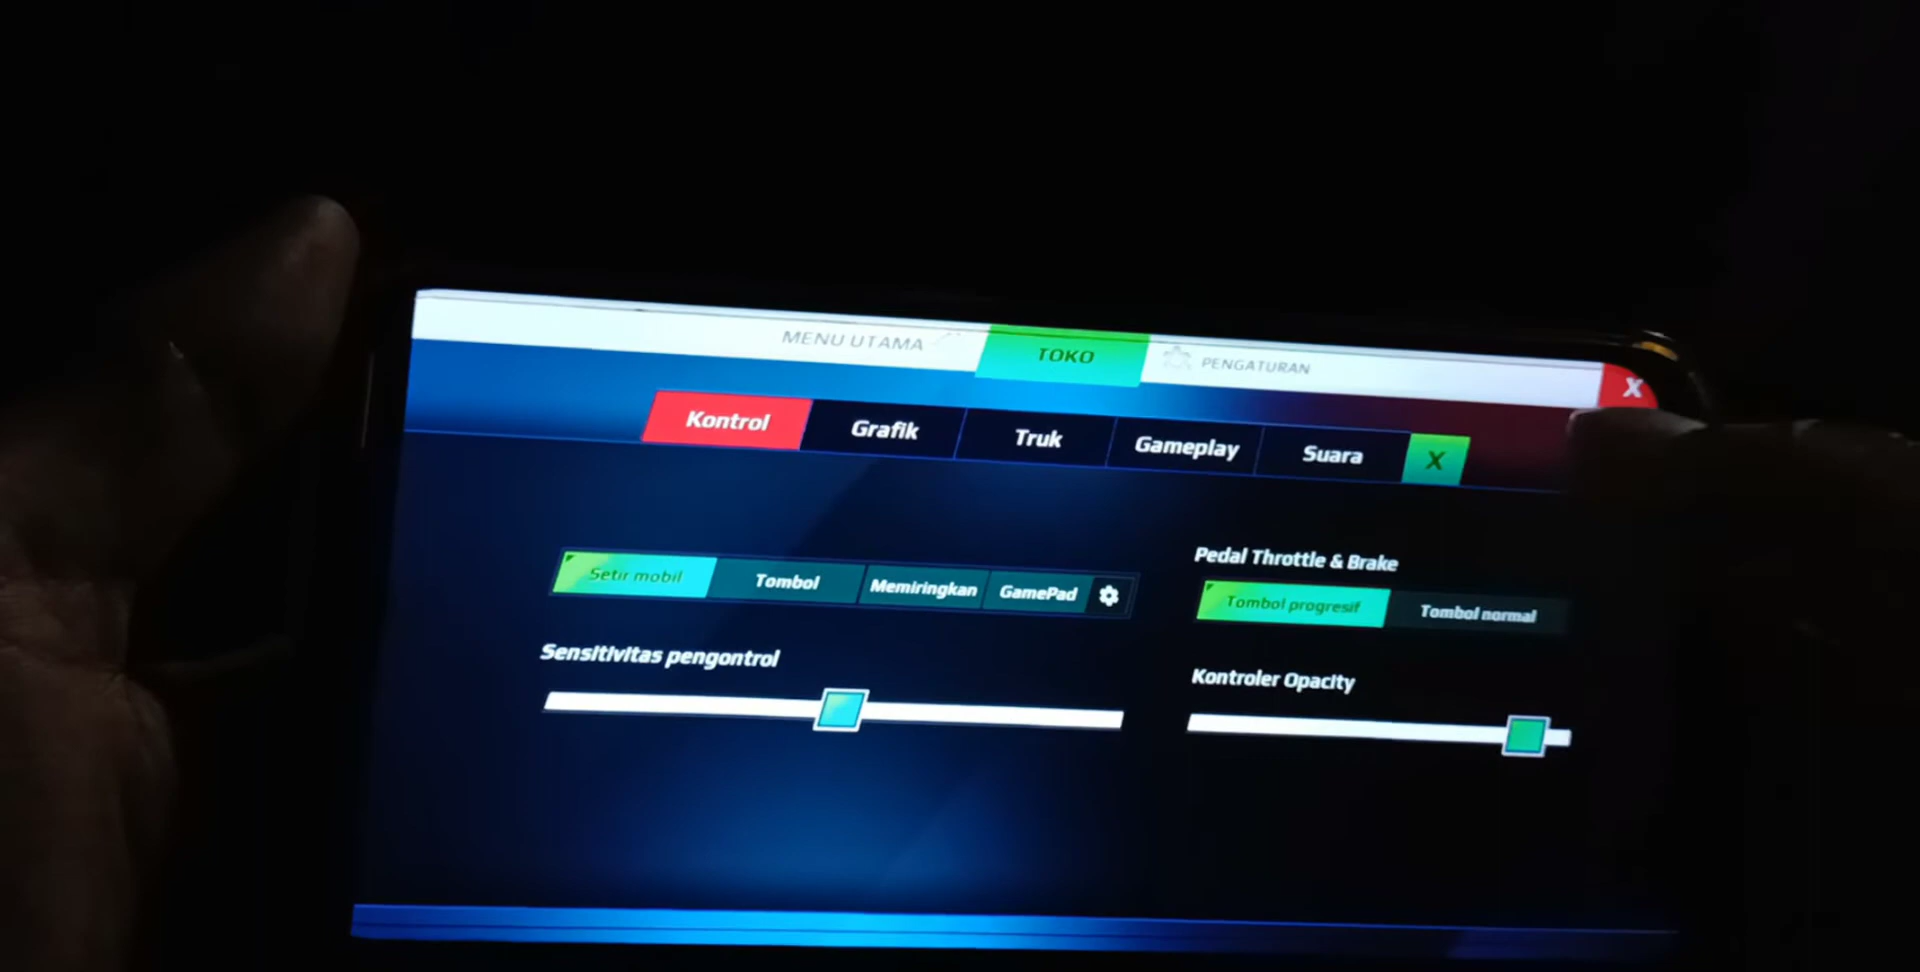 MENU UTAMA
TOKO
PENGATURAN
X
Kontrol
Grafik
Truk
Gameplay
Suara
X
Setir mobil
Tombol
Memiringkan
GamePad
Pedal Throttle & Brake
Tombol progresif
Tombol normal
Sensitivitas pengontrol
Kontroler Opacity